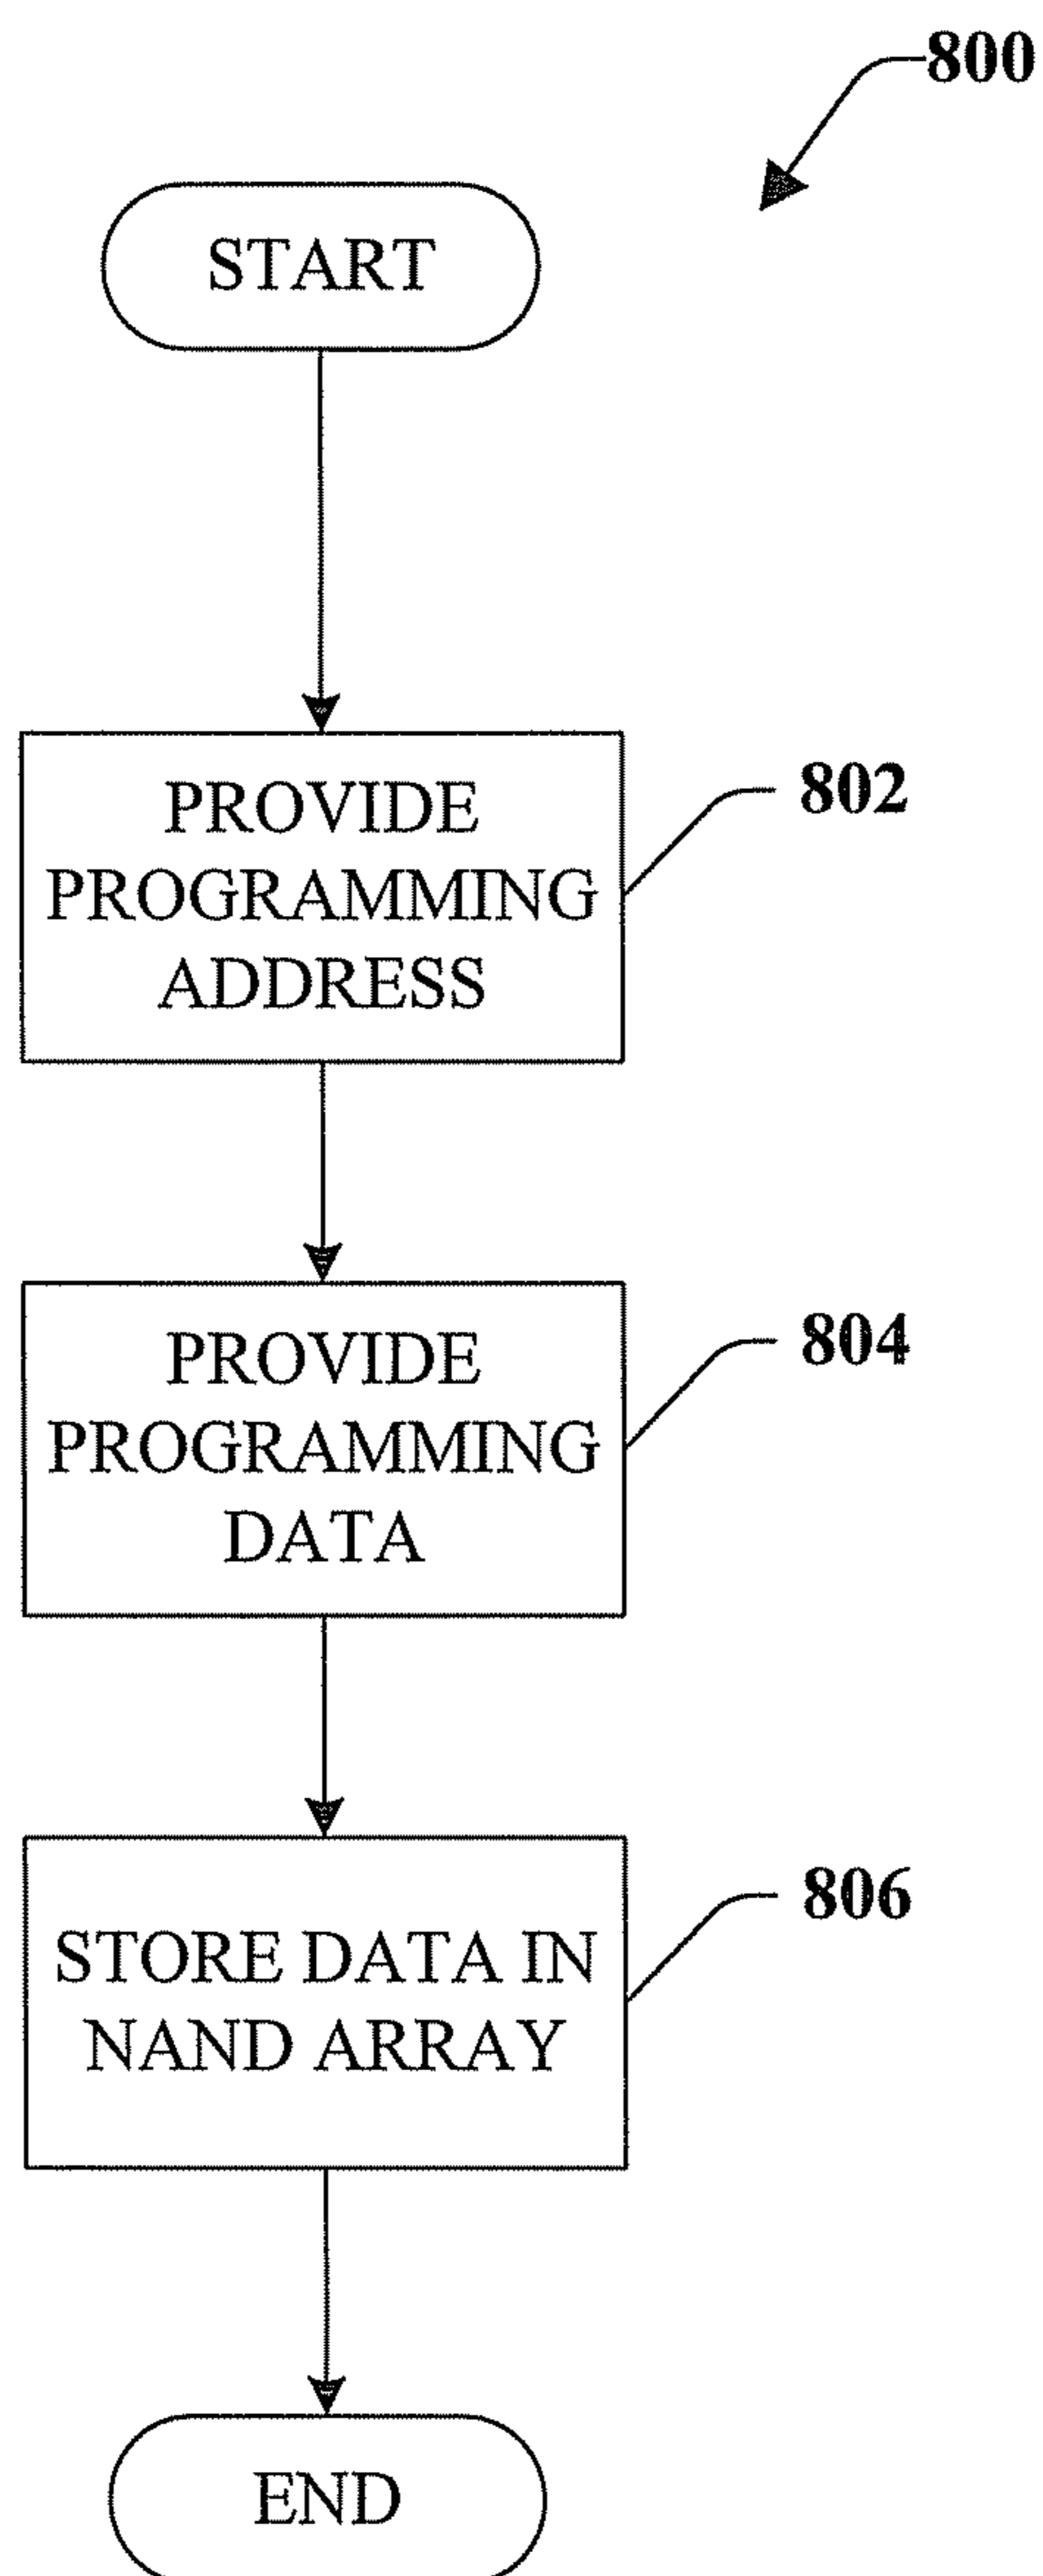 800
START
PROVIDE
PROGRAMMING
ADDRESS
802
PROVIDE
PROGRAMMING
DATA
804
STORE DATA IN
NAND ARRAY
806
END